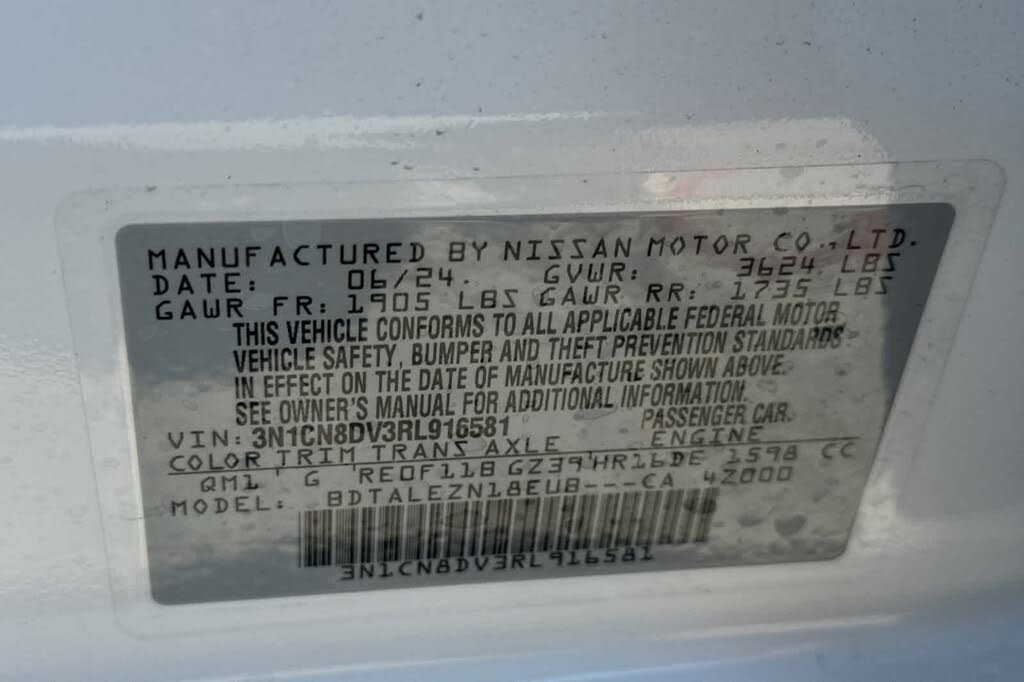 MANUFACTURED BY NISSAN MOTOR CO., LTD.
DATE: 06/24. GVWR: 3624 LBS
GAWR FR: 1905 LBS GAWR RR: 1735 LBS
THIS VEHICLE CONFORMS TO ALL APPLICABLE FEDERAL MOTOR
VEHICLE SAFETY, BUMPER AND THEFT PREVENTION STANDARDS
IN EFFECT ON THE DATE OF MANUFACTURE SHOWN ABOVE.
SEE OWNER'S MANUAL FOR ADDITIONAL INFORMATION.
VIN: 3N1CN8DV3RL916581 PASSENGER CAR.
COLOR TRIM TRANS AXLE ENGINE
QM1 G RE0F11B GZ39 HR16DE 1598 CC
MODEL: BDTALEZN18EUB---CA 42000
3N1CN8DV3RL916581